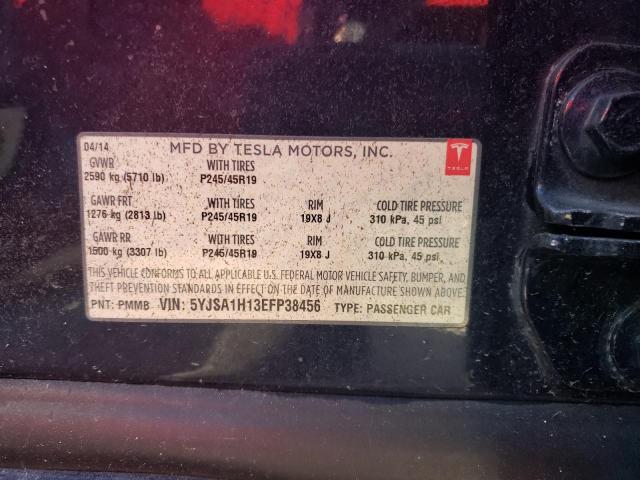 04/14 MFD BY TESLA MOTORS, INC.
TESLA
GVWR WITH TIRES
2590 kg (5710 lb) P245/45R19
GAWR FRT WITH TIRES RIM COLD TIRE PRESSURE
1276 kg (2813 lb) P245/45R19 19X8 J 310 kPa, 45 psi
GAWR RR WITH TIRES RIM COLD TIRE PRESSURE
1500 kg (3307 lb) P245/45R19 19X8 J 310 kPa, 45 psi
THIS VEHICLE CONFORMS TO ALL APPLICABLE U.S. FEDERAL MOTOR VEHICLE SAFETY, BUMPER, AND
THEFT PREVENTION STANDARDS IN EFFECT ON THE DATE OF MANUFACTURE SHOWN ABOVE.
PNT: PMMB VIN: 5YJSA1H13EFP38456 TYPE: PASSENGER CAR